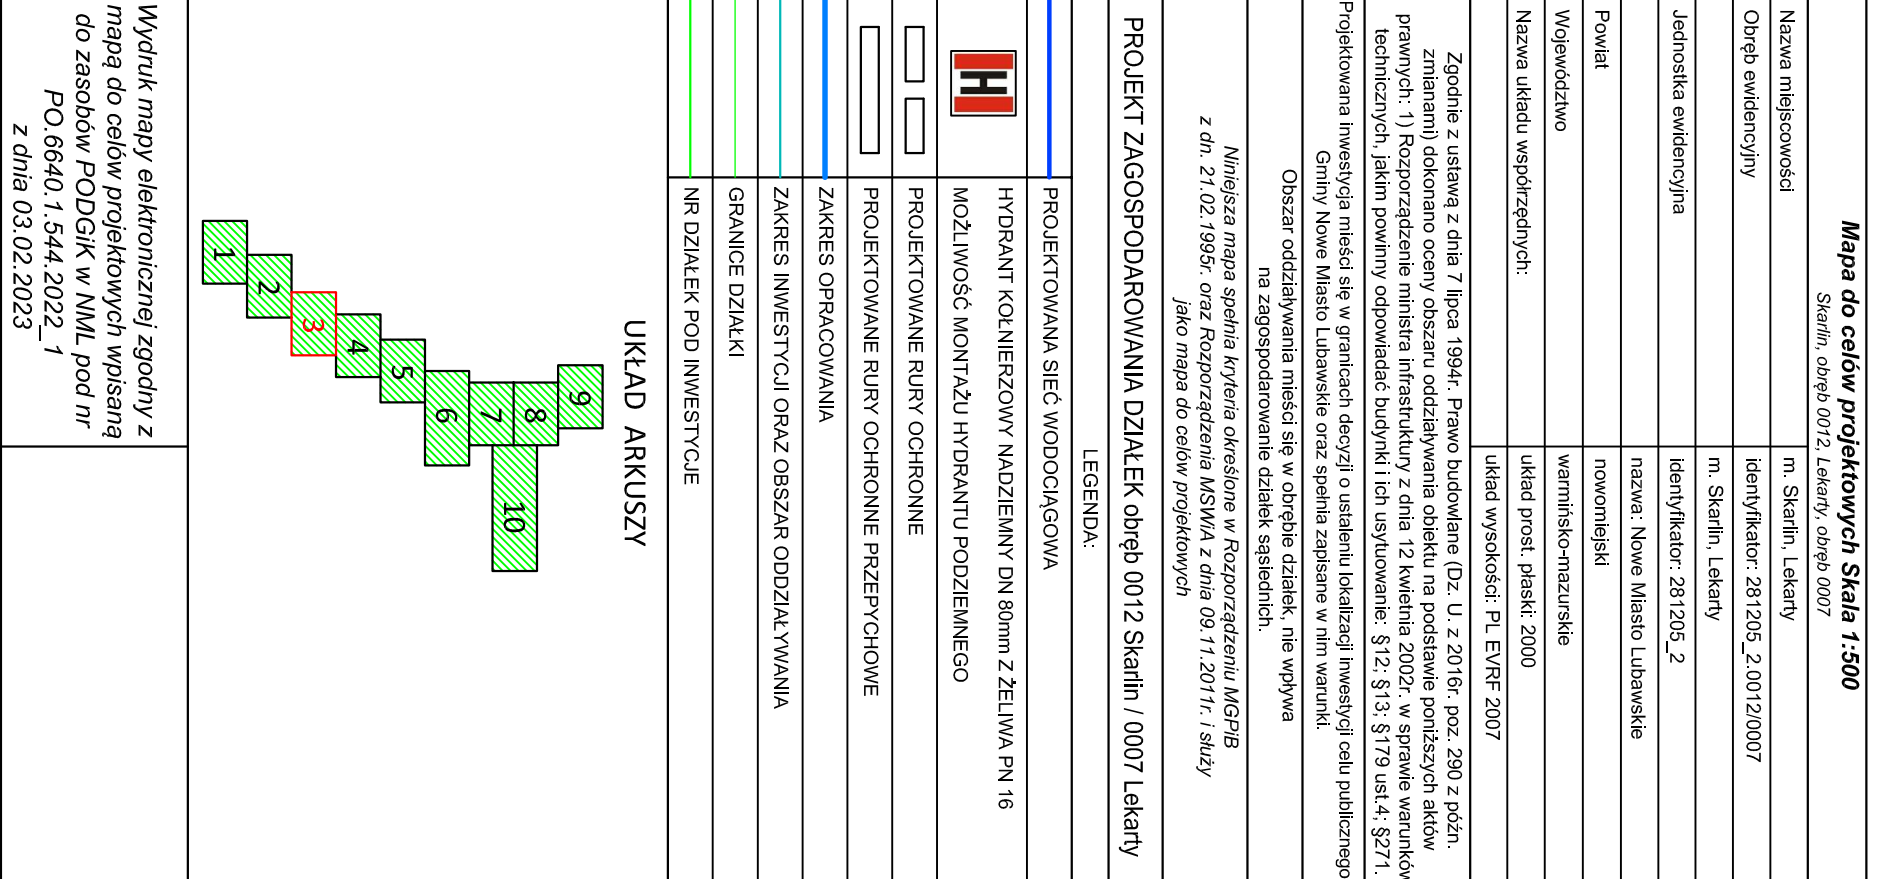 Mapa do celów projektowych Skala 1:500
Skarlin, obręb 0012, Lekarty, obręb 0007
Nazwa miejscowości m. Skarlin, Lekarty
Obręb ewidencyjny identyfikator: 281205_2.0012/0007
m. Skarlin, Lekarty
Jednostka ewidencyjna identyfikator: 281205_2
nazwa: Nowe Miasto Lubawskie
Powiat nowomiejski
Województwo warmińsko-mazurskie
Nazwa układu współrzędnych: układ prost. płaski: 2000
układ wysokości: PL EVRF 2007
Zgodnie z ustawą z dnia 7 lipca 1994r. Prawo budowlane (Dz. U. z 2016r. poz. 290 z późn.
zmianami) dokonano oceny obszaru oddziaływania obiektu na podstawie poniższych aktów
prawnych: 1) Rozporządzenie ministra infrastruktury z dnia 12 kwietnia 2002r. w sprawie warunków
technicznych, jakim powinny odpowiadać budynki i ich usytuowanie: §12; §13; §179 ust.4; §271.
Projektowana inwestycja mieści się w granicach decyzji o ustaleniu lokalizacji inwestycji celu publicznego
Gminy Nowe Miasto Lubawskie oraz spełnia zapisane w nim warunki.
Obszar oddziaływania mieści się w obrębie działek, nie wpływa
na zagospodarowanie działek sąsiednich.
Niniejsza mapa spełnia kryteria określone w Rozporządzeniu MGPiB
z dn. 21.02.1995r. oraz Rozporządzenia MSWiA z dnia 09.11.2011r. i służy
jako mapa do celów projektowych
PROJEKT ZAGOSPODAROWANIA DZIAŁEK obręb 0012 Skarlin / 0007 Lekarty
LEGENDA:
PROJEKTOWANA SIEĆ WODOCIĄGOWA
H
HYDRANT KOŁNIERZOWY NADZIEMNY DN 80mm Z ŻELIWA PN 16
MOŻLIWOŚĆ MONTAŻU HYDRANTU PODZIEMNEGO
PROJEKTOWANE RURY OCHRONNE
PROJEKTOWANE RURY OCHRONNE PRZEPYCHOWE
ZAKRES OPRACOWANIA
ZAKRES INWESTYCJI ORAZ OBSZAR ODDZIAŁYWANIA
GRANICE DZIAŁKI
NR DZIAŁEK POD INWESTYCJE
UKŁAD ARKUSZY
9
8
10
7
6
5
4
3
2
1
Wydruk mapy elektronicznej zgodny z
mapą do celów projektowych wpisaną
do zasobów PODGiK w NML pod nr
PO.6640.1.544.2022_1
z dnia 03.02.2023